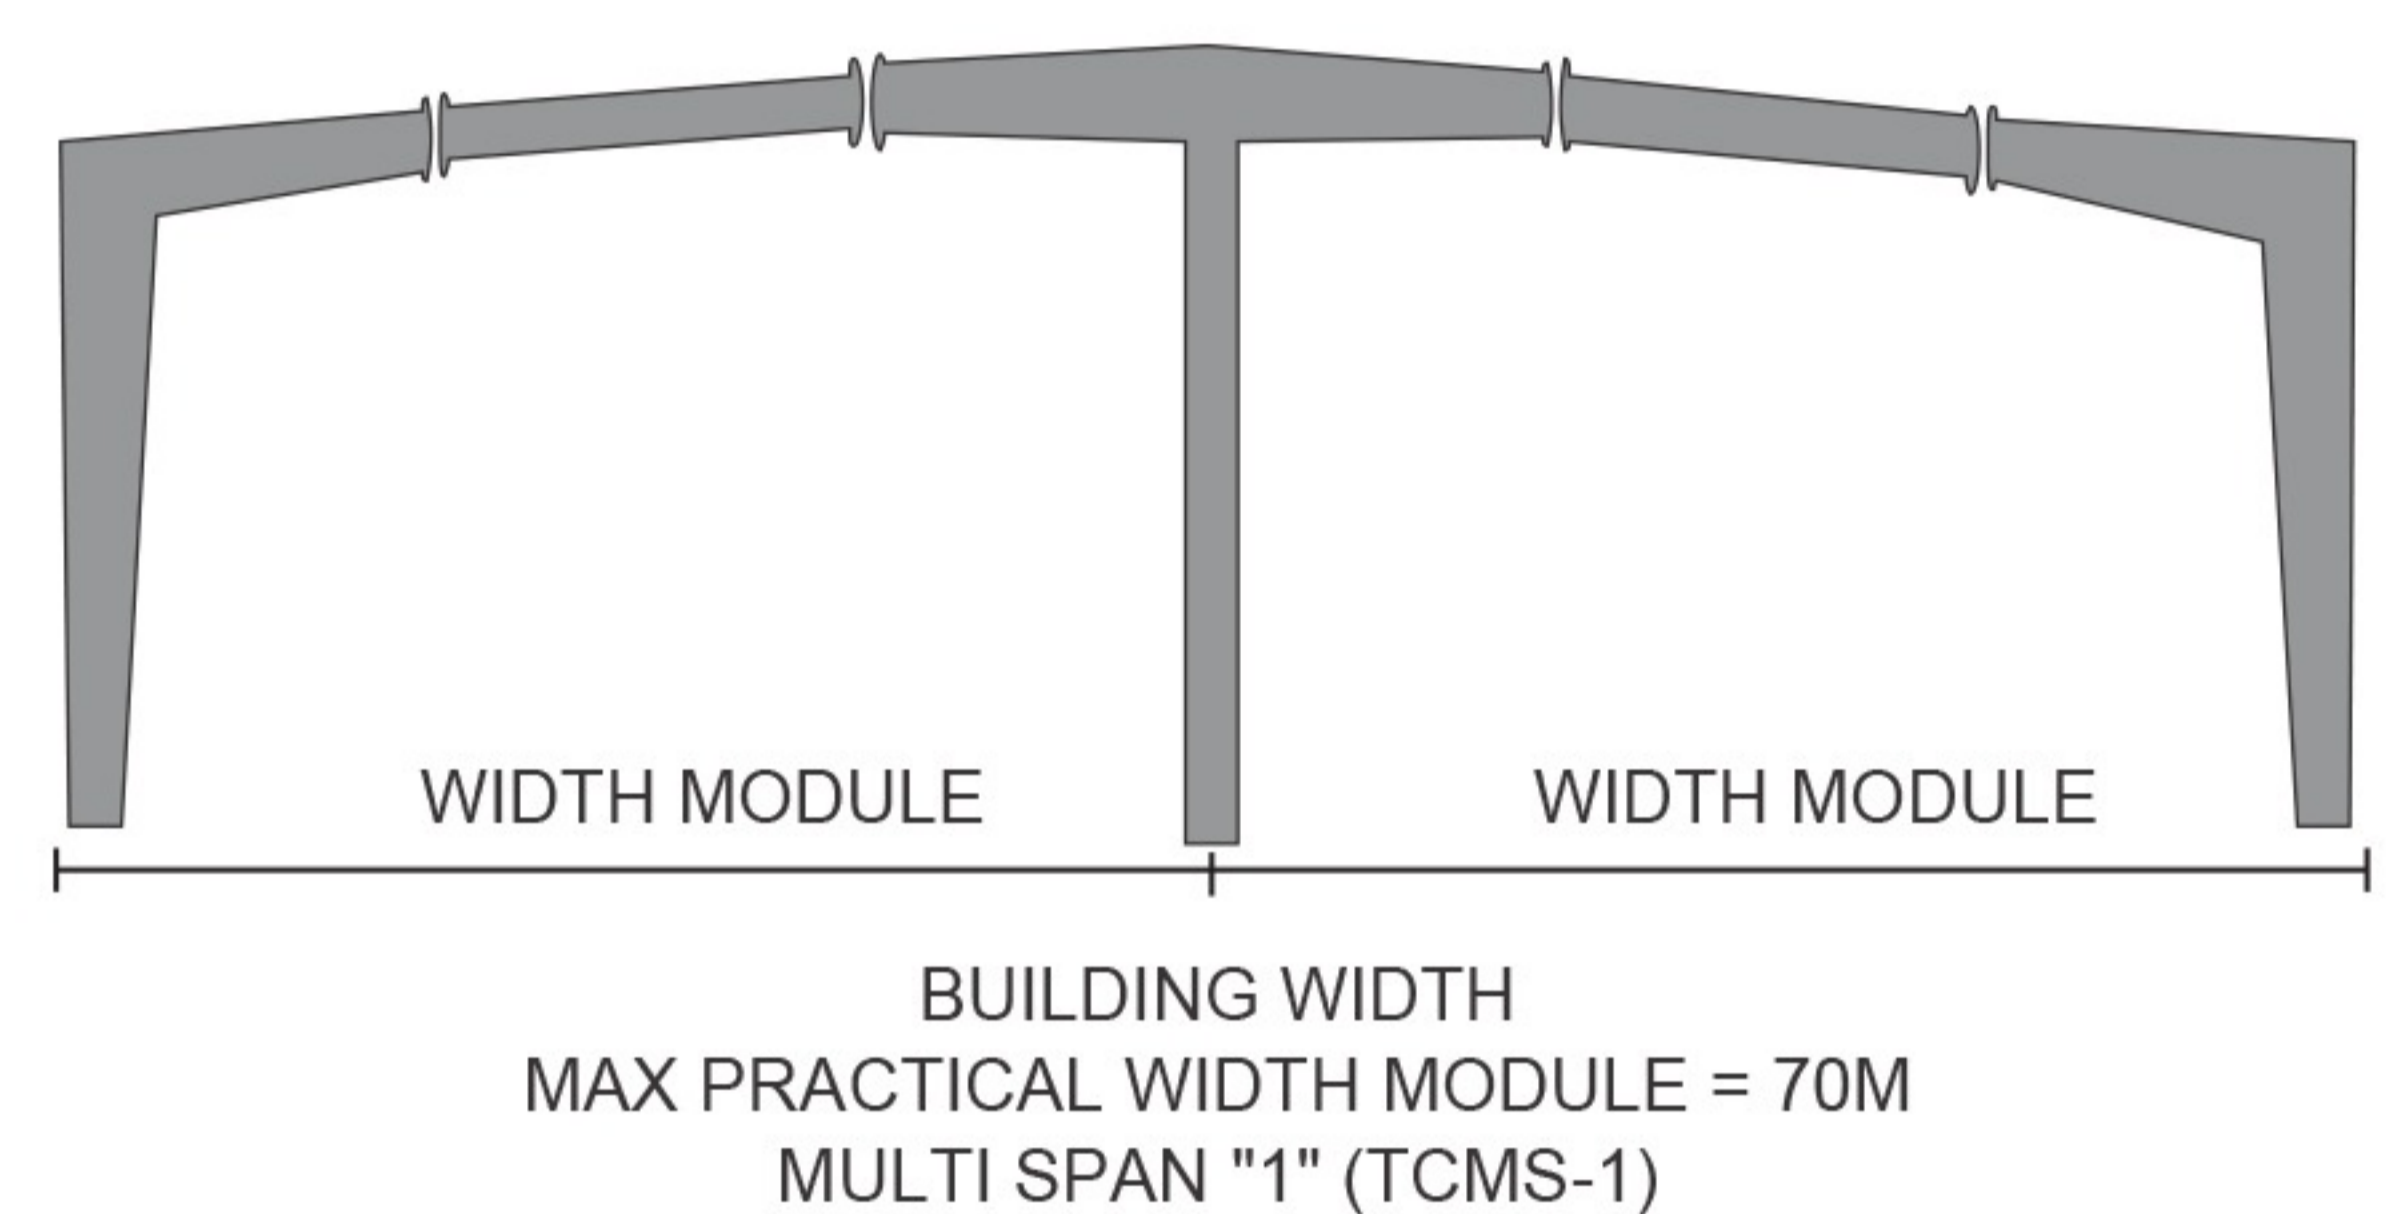 WIDTH MODULE WIDTH MODULE
BUILDING WIDTH
MAX PRACTICAL WIDTH MODULE = 70M
MULTI SPAN "1" (TCMS-1)